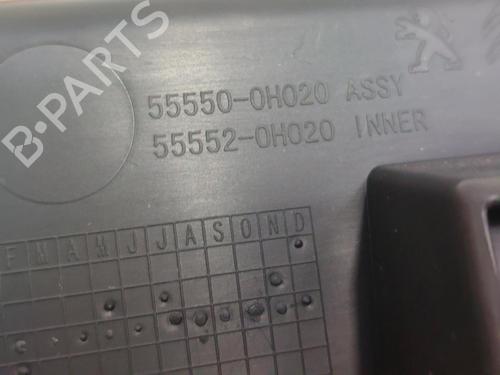 B-PARTS
55550-0H020 ASSY
55552-0H020 INNER
F M A M J J A S O N D